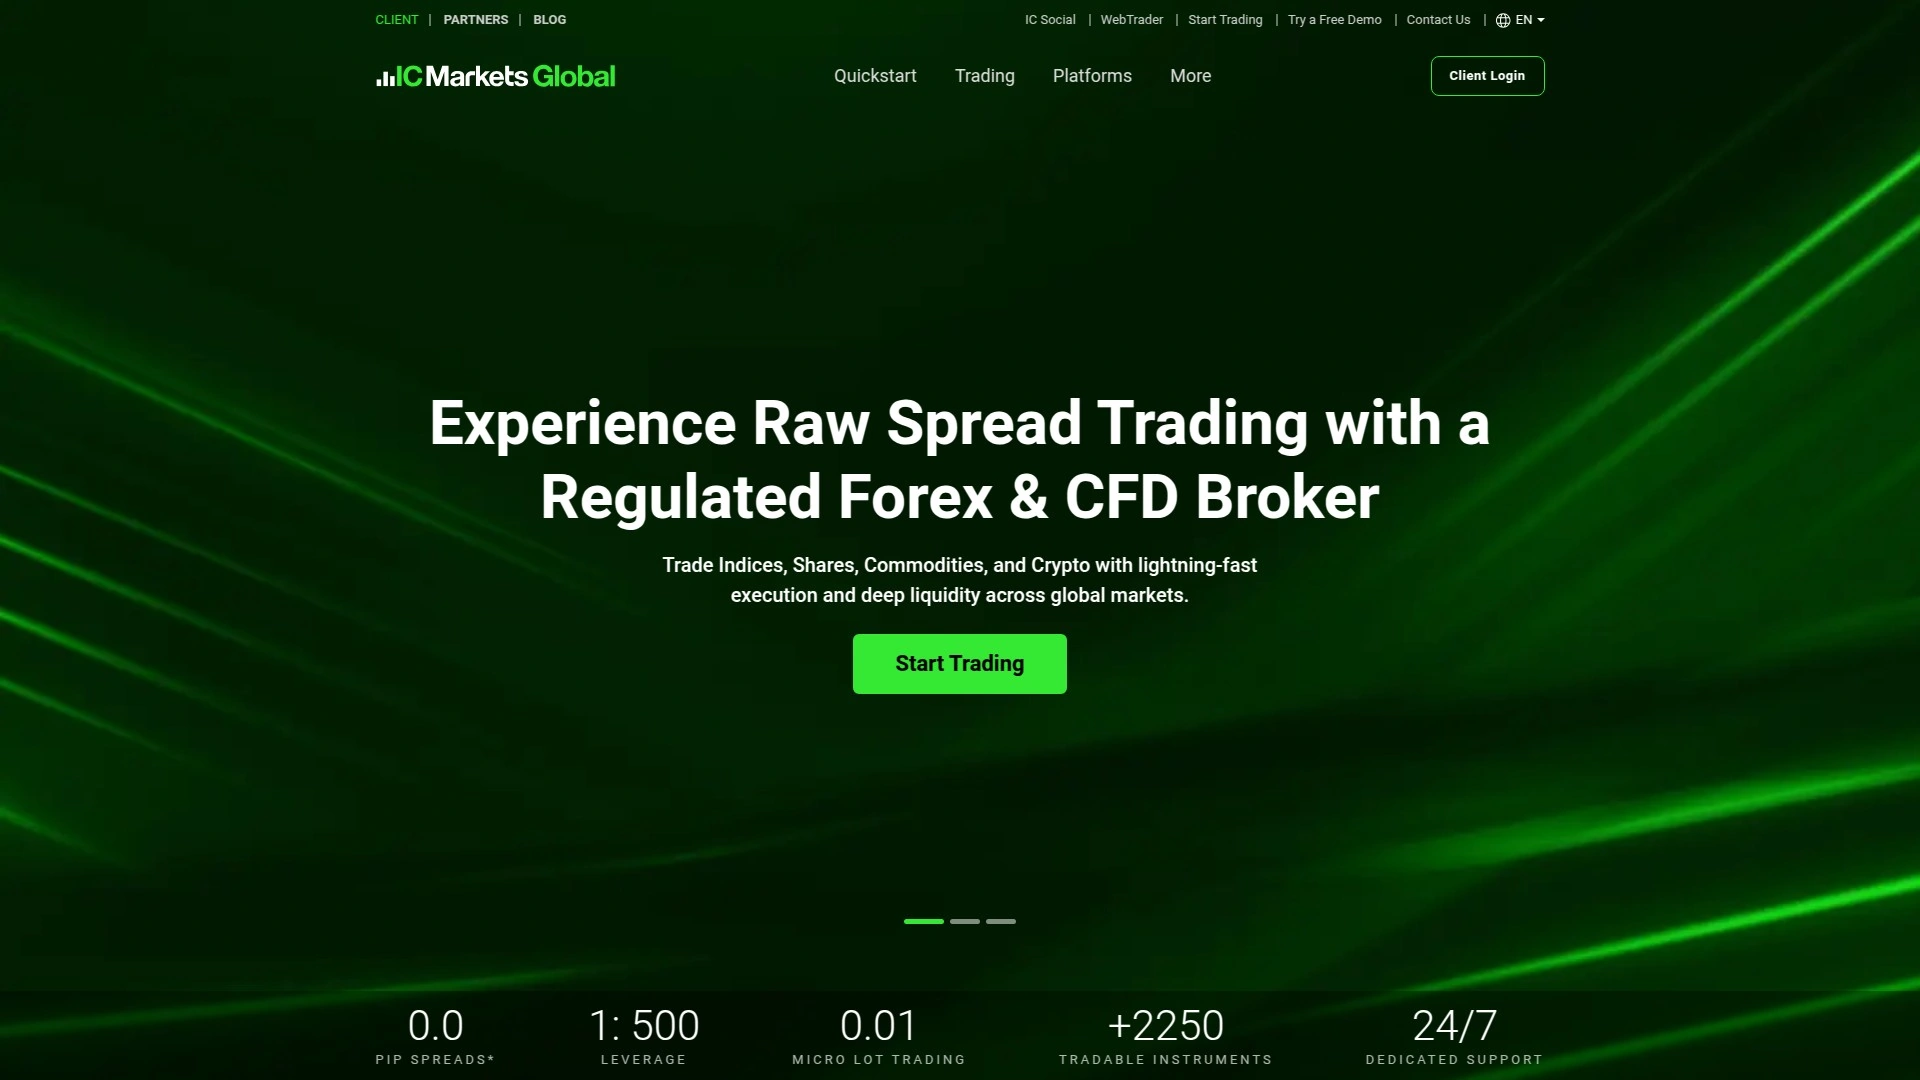 CLIENT | PARTNERS | BLOG
IC Social | WebTrader | Start Trading | Try a Free Demo | Contact Us | EN
IC Markets Global
Quickstart Trading Platforms More
Client Login
Experience Raw Spread Trading with a
Regulated Forex & CFD Broker
Trade Indices, Shares, Commodities, and Crypto with lightning-fast
execution and deep liquidity across global markets.
Start Trading
0.0
PIP SPREADS*
1: 500
LEVERAGE
0.01
MICRO LOT TRADING
+2250
TRADABLE INSTRUMENTS
24/7
DEDICATED SUPPORT